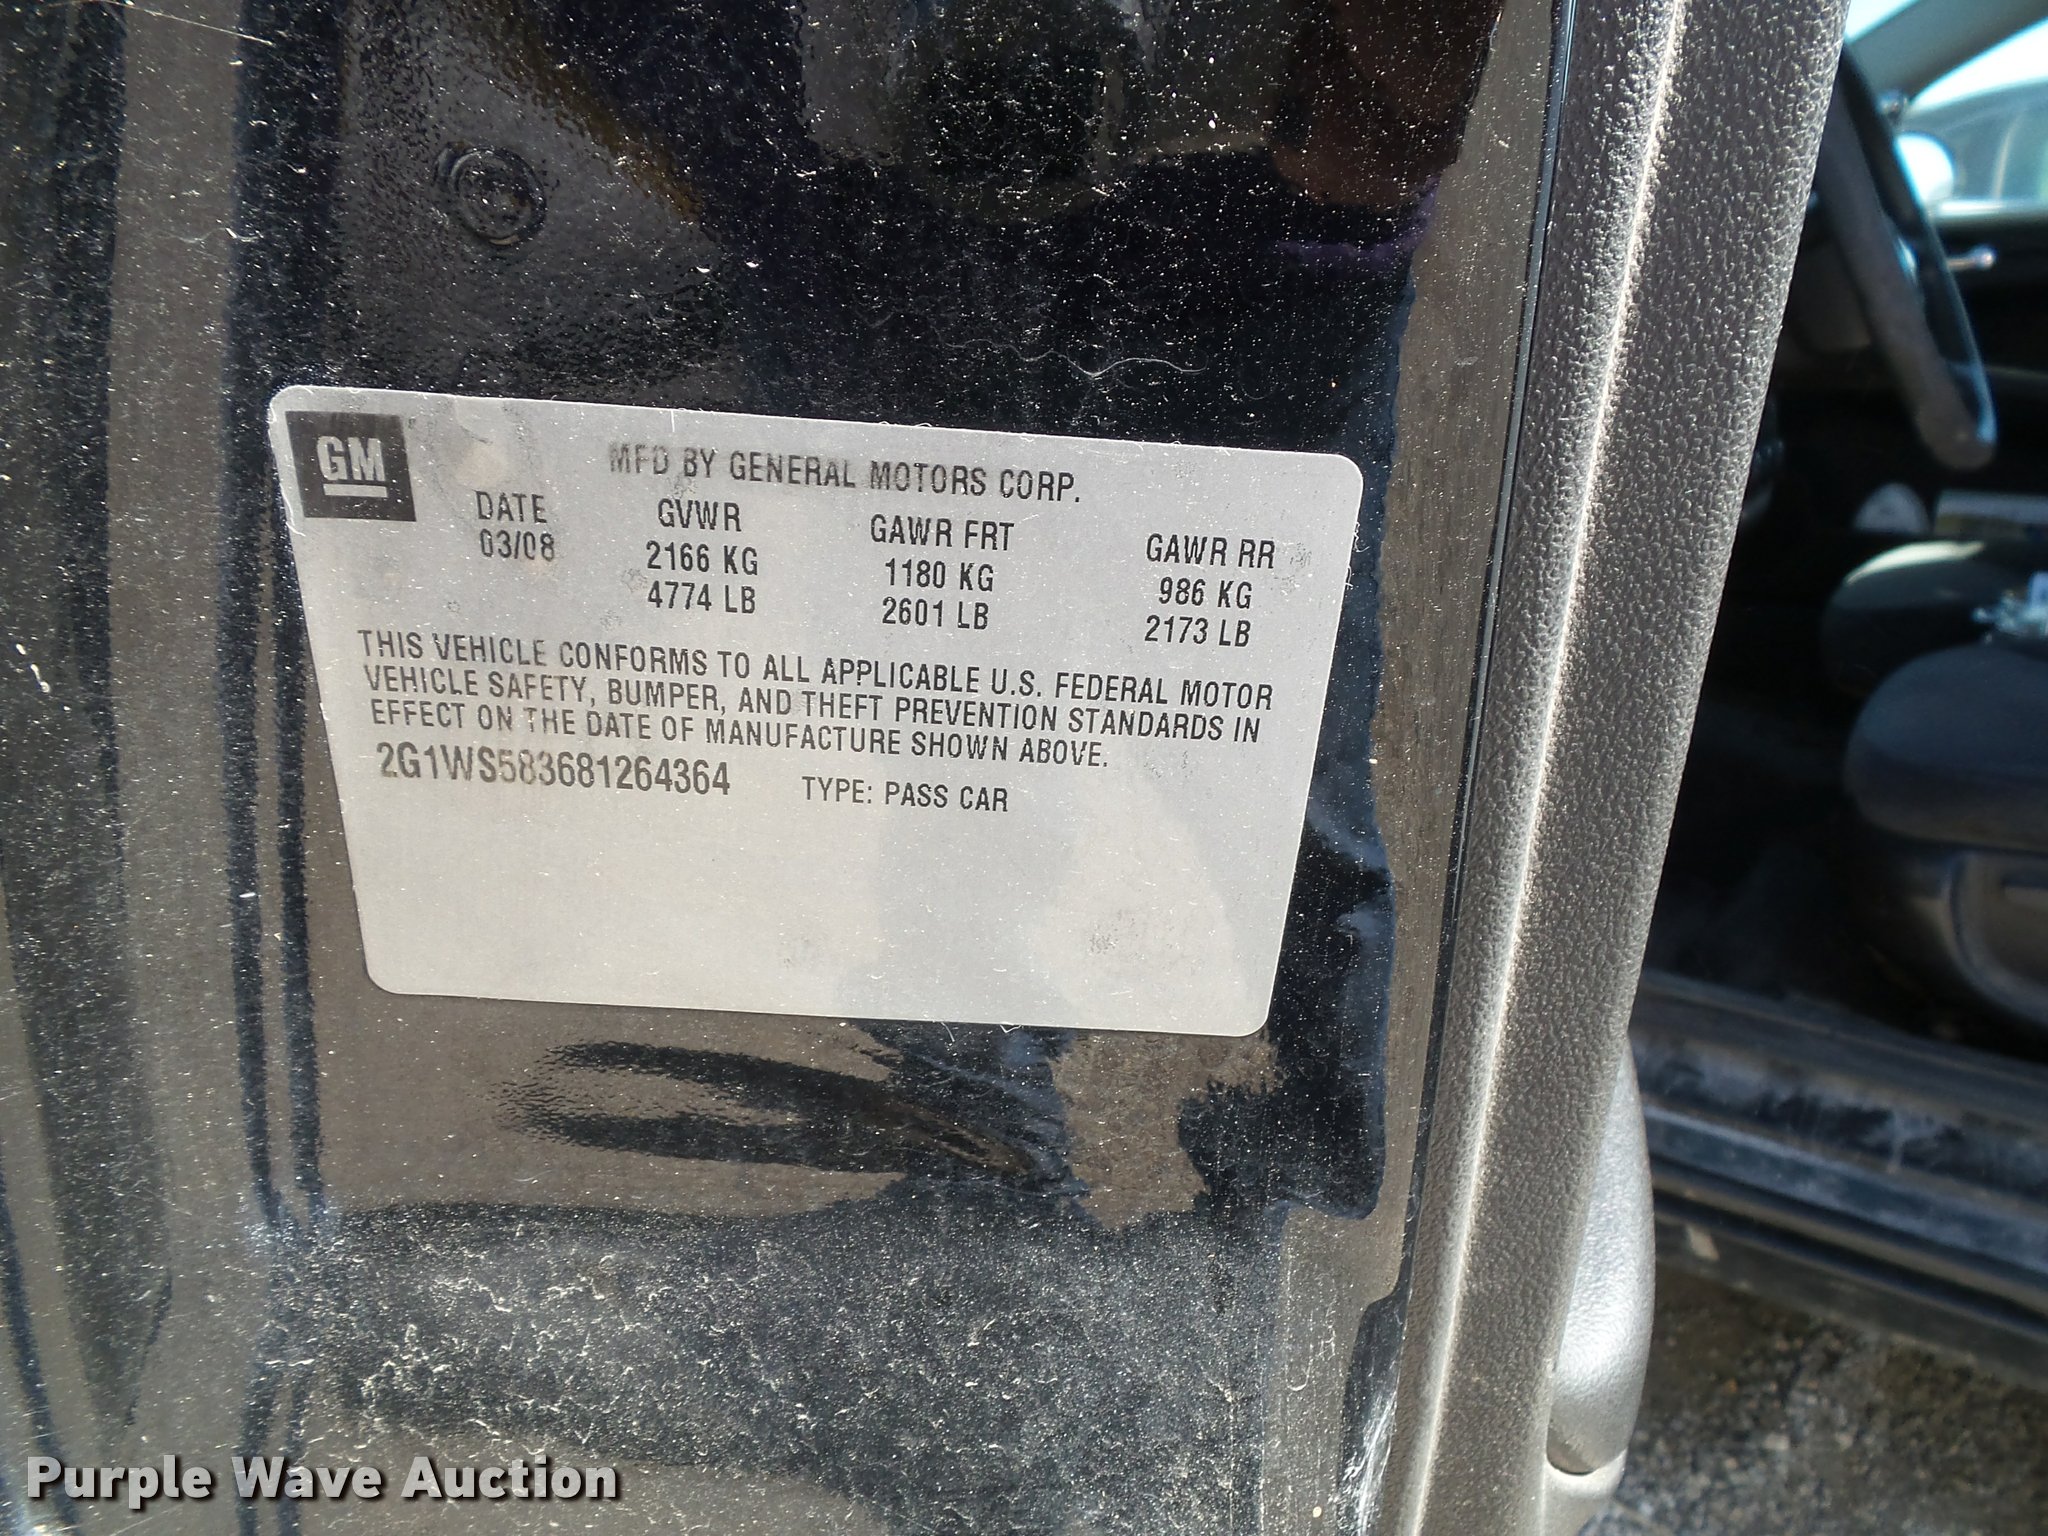 GM
MFD BY GENERAL MOTORS CORP.
DATE GVWR GAWR FRT GAWR RR
03/08 2166 KG 1180 KG 986 KG
4774 LB 2601 LB 2173 LB
THIS VEHICLE CONFORMS TO ALL APPLICABLE U.S. FEDERAL MOTOR
VEHICLE SAFETY, BUMPER, AND THEFT PREVENTION STANDARDS IN
EFFECT ON THE DATE OF MANUFACTURE SHOWN ABOVE.
2G1WS583681264364 TYPE: PASS CAR
Purple Wave Auction